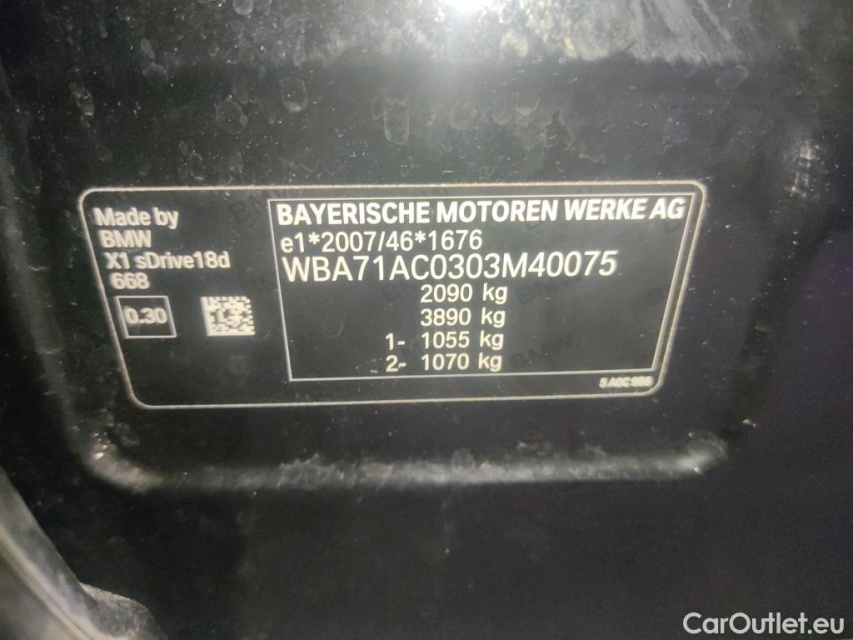 Made by
BMW
X1 sDrive18d
668
0.30
BAYERISCHE MOTOREN WERKE AG
e1*2007/46*1676
WBA71AC0303M40075
2090 kg
3890 kg
1- 1055 kg
2- 1070 kg
CarOutlet.eu